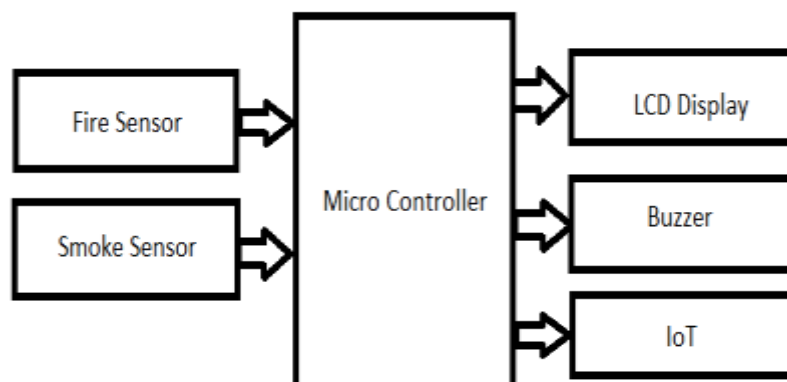 Fire Sensor
Smoke Sensor
Micro Controller
LCD Display
Buzzer
IoT